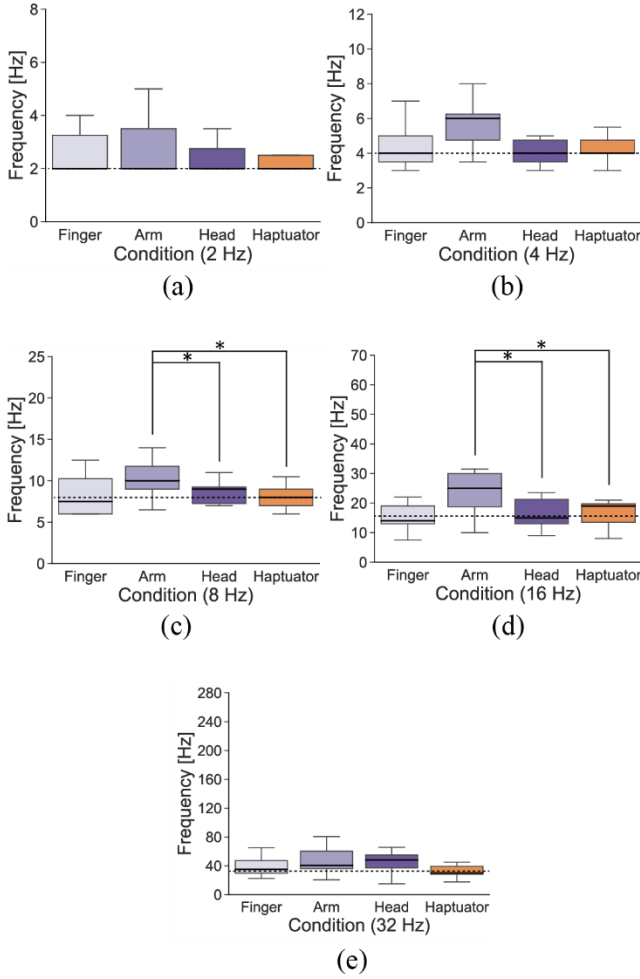 Frequency [Hz]
8
6
4
2
0
Finger Arm Head Haptuator
Condition (2 Hz)
(a)
Frequency [Hz]
12
10
8
6
4
2
0
Finger Arm Head Haptuator
Condition (4 Hz)
(b)
Frequency [Hz]
25
20
15
10
5
0
*
*
Finger Arm Head Haptuator
Condition (8 Hz)
(c)
Frequency [Hz]
70
60
50
40
30
20
10
0
*
*
Finger Arm Head Haptuator
Condition (16 Hz)
(d)
Frequency [Hz]
280
240
200
160
120
80
40
0
Finger Arm Head Haptuator
Condition (32 Hz)
(e)